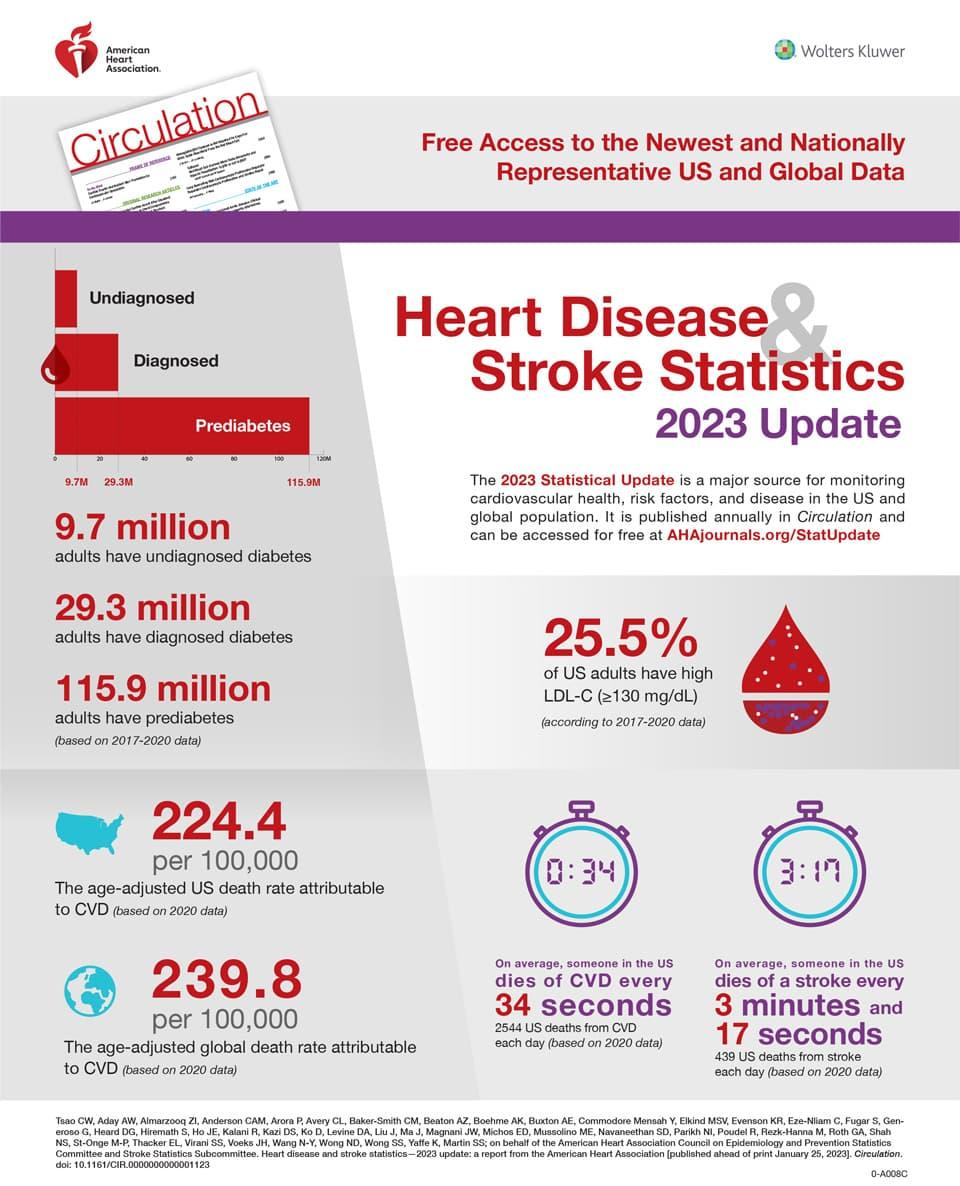 American
Heart
Association.
Wolters Kluwer
Circulation
FRAME OF REFERENCE
ORIGINAL RESEARCH ARTICLES
STATE OF THE ART
Free Access to the Newest and Nationally
Representative US and Global Data
Undiagnosed
Diagnosed
Prediabetes
0 20 40 60 80 100 120M
9.7M 29.3M 115.9M
9.7 million
adults have undiagnosed diabetes
29.3 million
adults have diagnosed diabetes
115.9 million
adults have prediabetes
(based on 2017-2020 data)
Heart Disease &
Stroke Statistics
2023 Update
The 2023 Statistical Update is a major source for monitoring
cardiovascular health, risk factors, and disease in the US and
global population. It is published annually in Circulation and
can be accessed for free at AHAjournals.org/StatUpdate
25.5%
of US adults have high
LDL-C (≥130 mg/dL)
(according to 2017-2020 data)
224.4
per 100,000
The age-adjusted US death rate attributable
to CVD (based on 2020 data)
239.8
per 100,000
The age-adjusted global death rate attributable
to CVD (based on 2020 data)
0:34
On average, someone in the US
dies of CVD every
34 seconds
2544 US deaths from CVD
each day (based on 2020 data)
3:17
On average, someone in the US
dies of a stroke every
3 minutes and
17 seconds
439 US deaths from stroke
each day (based on 2020 data)
Tsao CW, Aday AW, Almarzooq ZI, Anderson CAM, Arora P, Avery CL, Baker-Smith CM, Beaton AZ, Boehme AK, Buxton AE, Commodore Mensah Y, Elkind MSV, Evenson KR, Eze-Nliam C, Fugar S, Gen-
eroso G, Heard DG, Hiremath S, Ho JE, Kalani R, Kazi DS, Ko D, Levine DA, Liu J, Ma J, Magnani JW, Michos ED, Mussolino ME, Navaneethan SD, Parikh NI, Poudel R, Rezk-Hanna M, Roth GA, Shah
NS, St-Onge M-P, Thacker EL, Virani SS, Voeks JH, Wang N-Y, Wong ND, Wong SS, Yaffe K, Martin SS; on behalf of the American Heart Association Council on Epidemiology and Prevention Statistics
Committee and Stroke Statistics Subcommittee. Heart disease and stroke statistics—2023 update: a report from the American Heart Association [published ahead of print January 25, 2023]. Circulation.
doi: 10.1161/CIR.0000000000001123
0-A008C